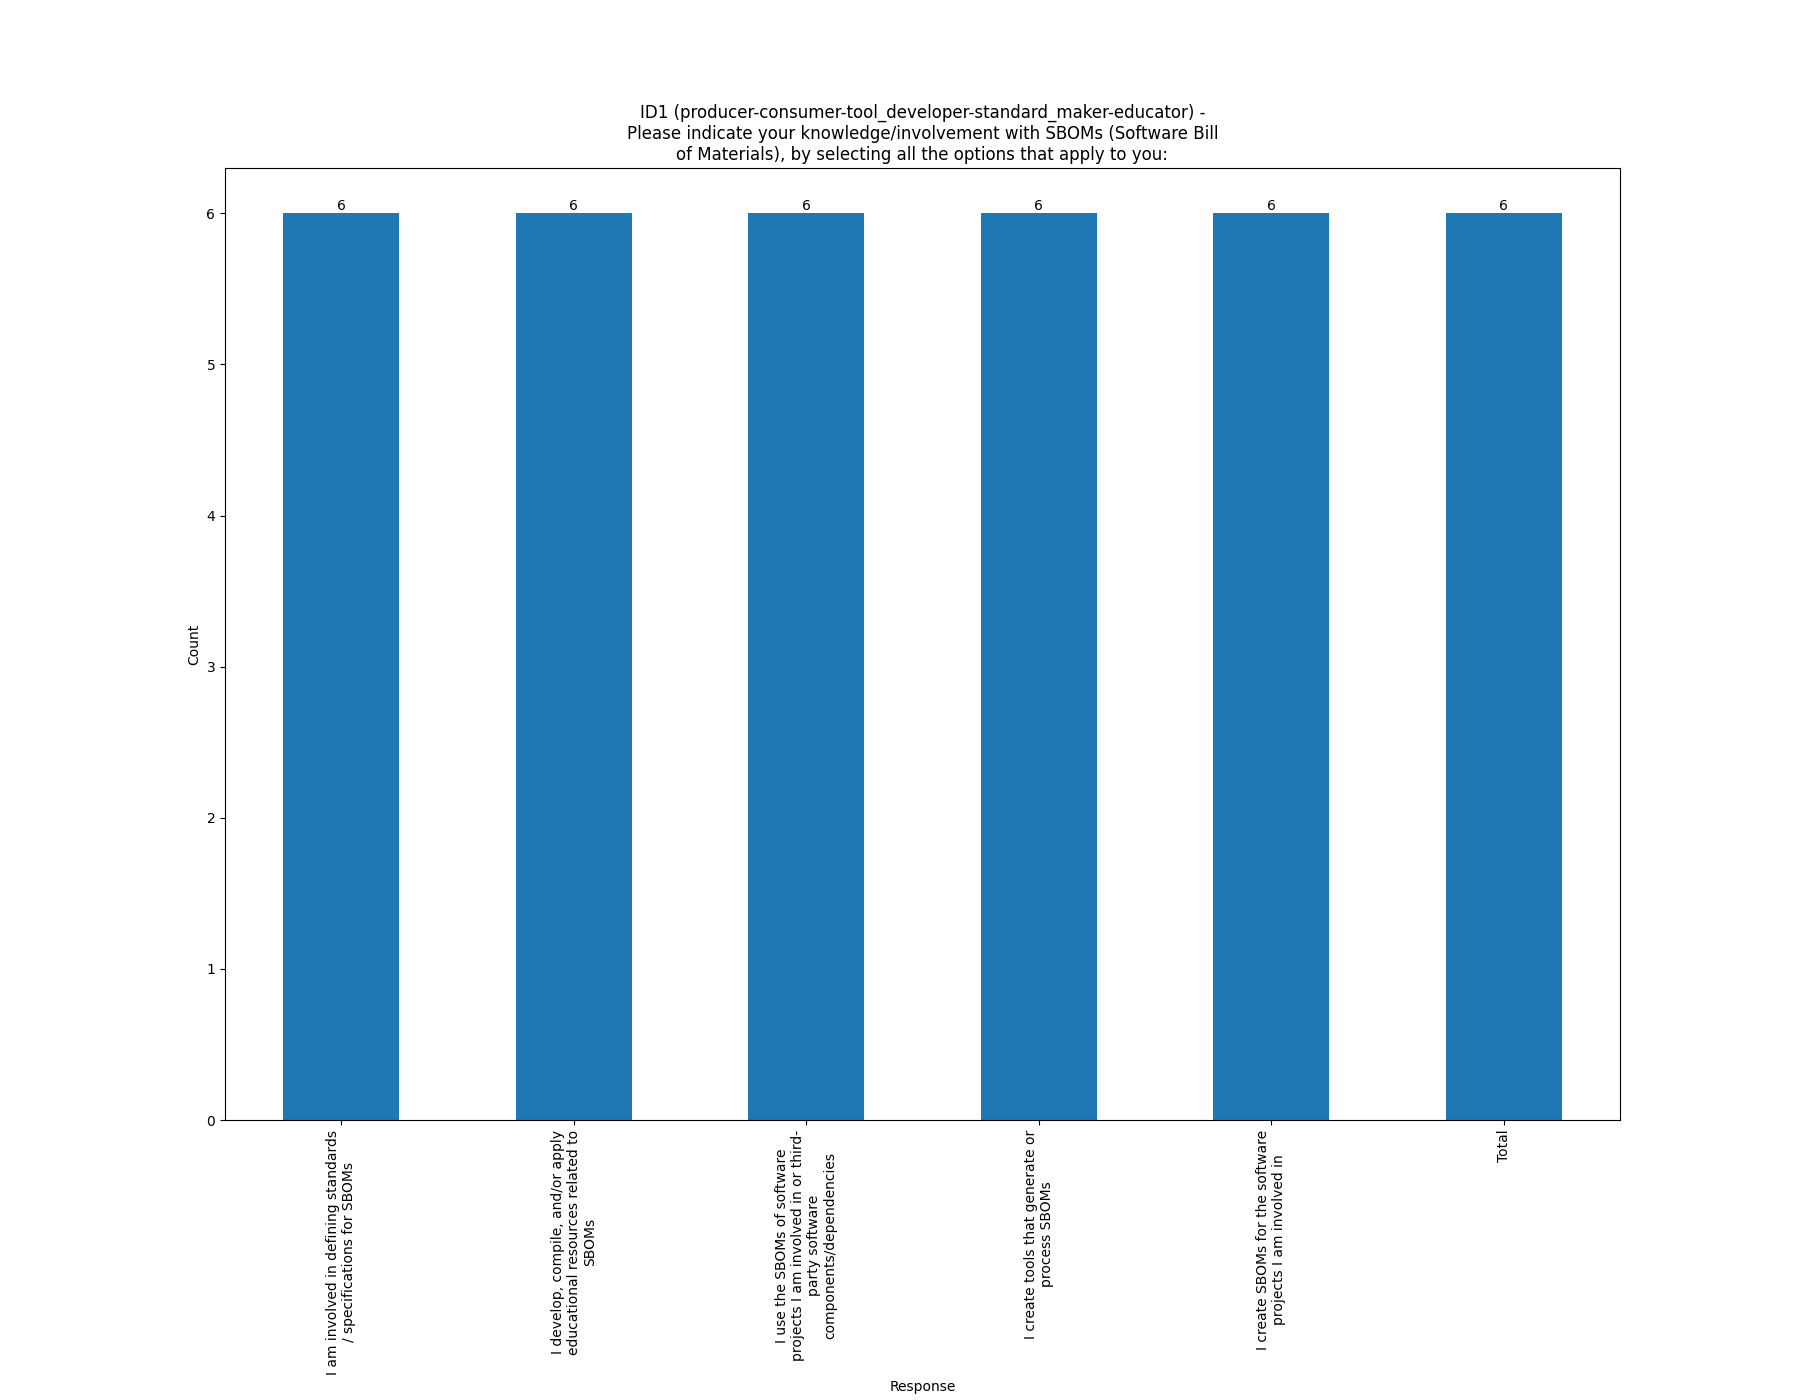 ID1 (producer-consumer-tool_developer-standard_maker-educator) -
Please indicate your knowledge/involvement with SBOMs (Software Bill
of Materials), by selecting all the options that apply to you:
6
6
6
6
6
6
6
5
4
3
2
1
0
Count
I am involved in defining standards
/ specifications for SBOMs
I develop, compile, and/or apply
educational resources related to
SBOMs
I use the SBOMs of software
projects I am involved in or third-
party software
components/dependencies
I create tools that generate or
process SBOMs
I create SBOMs for the software
projects I am involved in
Total
Response